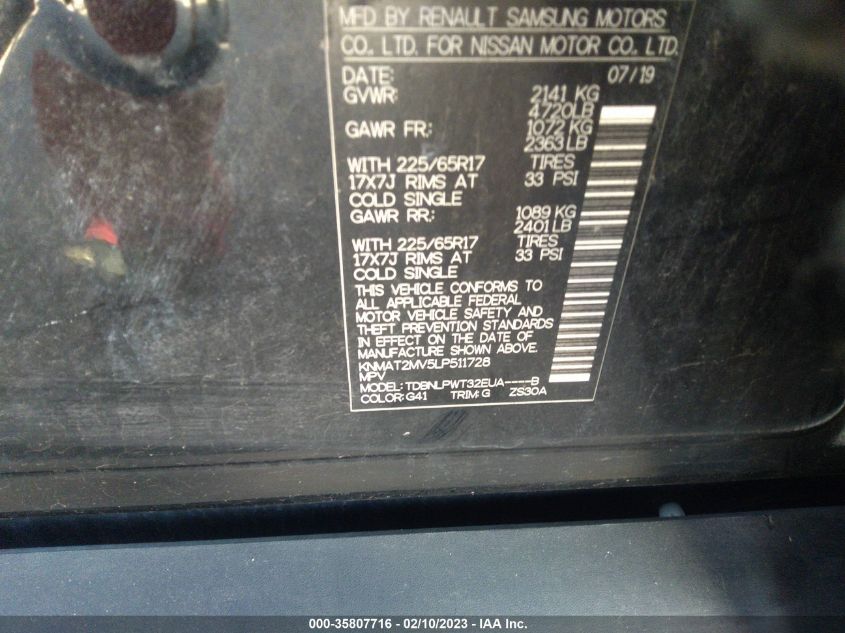 MFD BY RENAULT SAMSUNG MOTORS
CO., LTD. FOR NISSAN MOTOR CO., LTD.
DATE: 07/19
GVWR: 2141 KG
4720LB
GAWR FR.: 1072 KG
2363 LB
WITH 225/65R17 TIRES
17X7J RIMS AT 33 PSI
COLD SINGLE
GAWR RR.: 1089 KG
2401 LB
WITH 225/65R17 TIRES
17X7J RIMS AT 33 PSI
COLD SINGLE
THIS VEHICLE CONFORMS TO
ALL APPLICABLE FEDERAL
MOTOR VEHICLE SAFETY AND
THEFT PREVENTION STANDARDS
IN EFFECT ON THE DATE OF
MANUFACTURE SHOWN ABOVE.
KNMAT2MV5LP511728
MPV
MODEL: TDBNLPWT32EUA----B
COLOR: G41 TRIM: G ZS30A
000-35807716 - 02/10/2023 - IAA Inc.